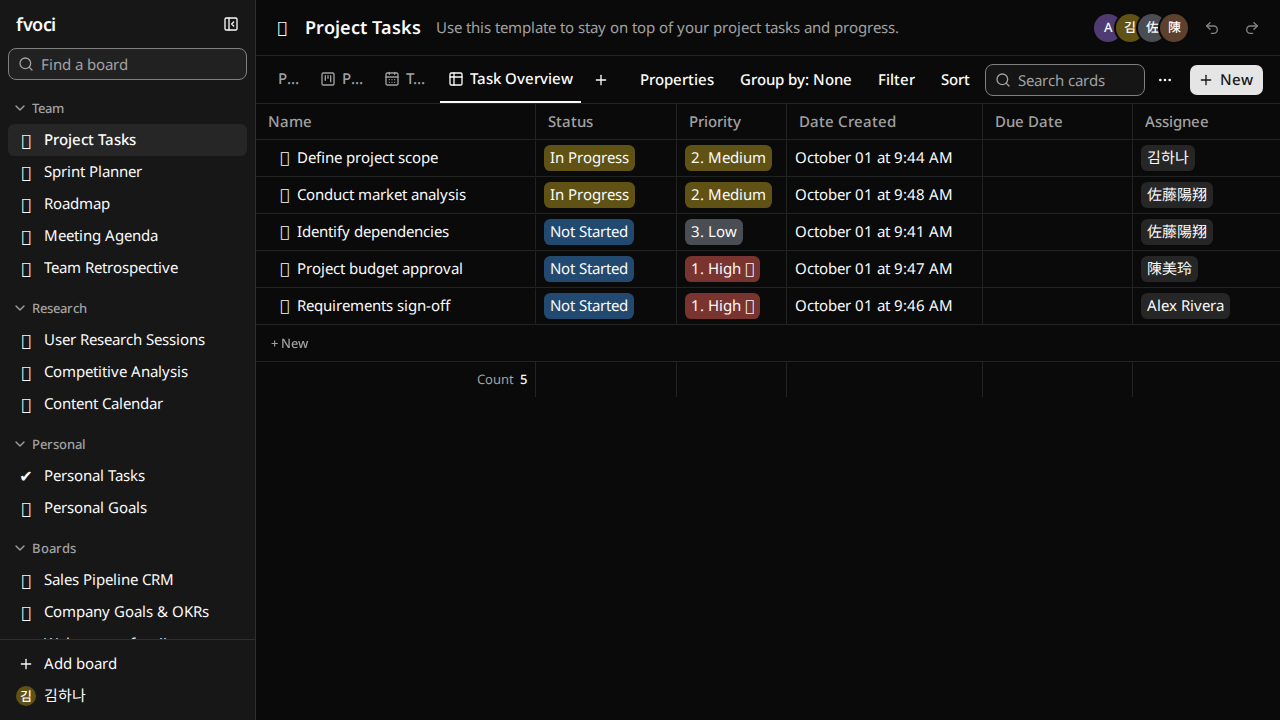 fvoci
Find a board
Team
Project Tasks
Sprint Planner
Roadmap
Meeting Agenda
Team Retrospective
Research
User Research Sessions
Competitive Analysis
Content Calendar
Personal
✔ Personal Tasks
Personal Goals
Boards
Sales Pipeline CRM
Company Goals & OKRs
Add board
김 김하나
Project Tasks Use this template to stay on top of your project tasks and progress.
A 김 佐 陳
P... P... T... Task Overview Properties Group by: None Filter Sort Search cards ... New
Name Status Priority Date Created Due Date Assignee
Define project scope In Progress 2. Medium October 01 at 9:44 AM 김하나
Conduct market analysis In Progress 2. Medium October 01 at 9:48 AM 佐藤陽翔
Identify dependencies Not Started 3. Low October 01 at 9:41 AM 佐藤陽翔
Project budget approval Not Started 1. High October 01 at 9:47 AM 陳美玲
Requirements sign-off Not Started 1. High October 01 at 9:46 AM Alex Rivera
+ New
Count 5